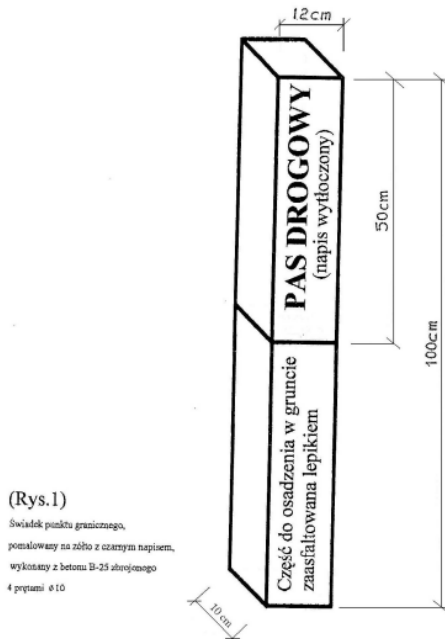 12cm
PAS DROGOWY
(napis wytłoczony)
50cm
100cm
Część do osadzenia w gruncie
zaasfaltowana lepikiem
10 cm
(Rys.1)
Świadek punktu granicznego,
pomalowany na żółto z czarnym napisem,
wykonany z betonu B-25 zbrojonego
4 prętami ø10